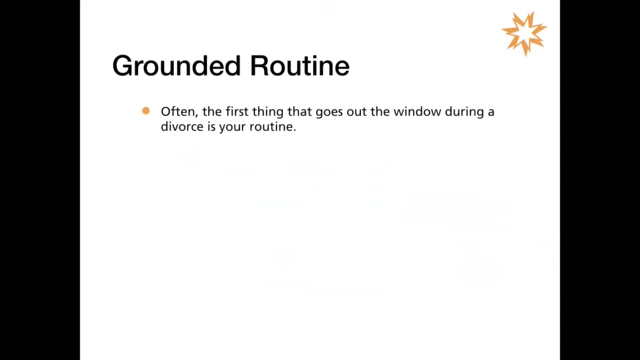 Grounded Routine
Often, the first thing that goes out the window during a
divorce is your routine.